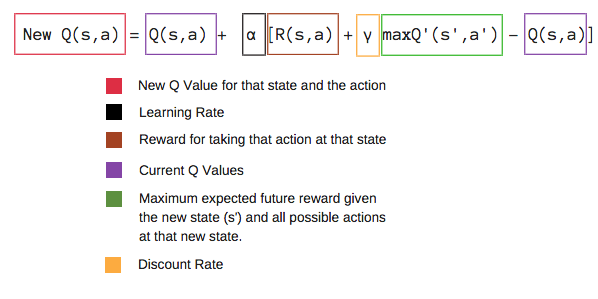 New Q(s,a) = Q(s,a) + α [R(s,a) + γ maxQ'(s',a') − Q(s,a)]
New Q Value for that state and the action
Learning Rate
Reward for taking that action at that state
Current Q Values
Maximum expected future reward given
the new state (s') and all possible actions
at that new state.
Discount Rate